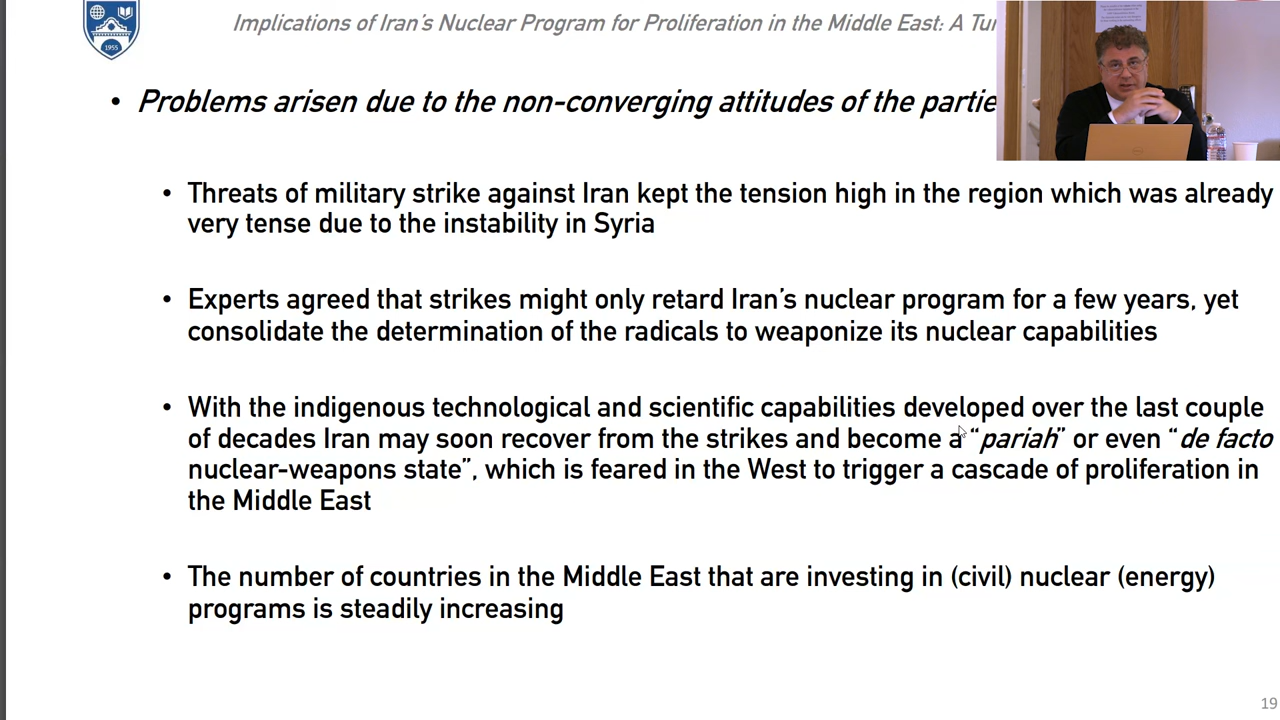 1955
Implications of Iran's Nuclear Program for Proliferation in the Middle East: A Tur
• Problems arisen due to the non-converging attitudes of the partie
• Threats of military strike against Iran kept the tension high in the region which was already
very tense due to the instability in Syria
• Experts agreed that strikes might only retard Iran’s nuclear program for a few years, yet
consolidate the determination of the radicals to weaponize its nuclear capabilities
• With the indigenous technological and scientific capabilities developed over the last couple
of decades Iran may soon recover from the strikes and become a “pariah” or even “de facto
nuclear-weapons state”, which is feared in the West to trigger a cascade of proliferation in
the Middle East
• The number of countries in the Middle East that are investing in (civil) nuclear (energy)
programs is steadily increasing
19